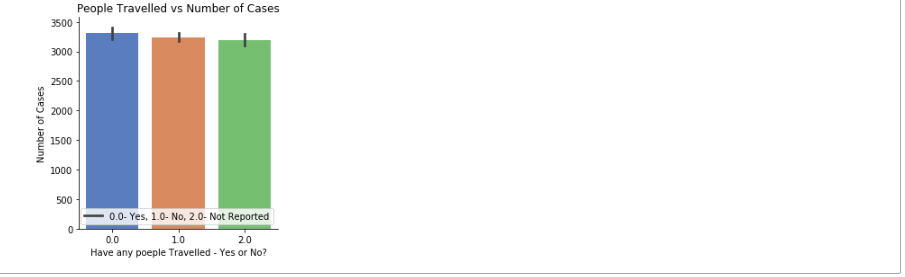 People Travelled vs Number of Cases
3500
3000
2500
2000
1500
1000
500
0
Number of Cases
0.0- Yes, 1.0- No, 2.0- Not Reported
0.0 1.0 2.0
Have any poeple Travelled - Yes or No?